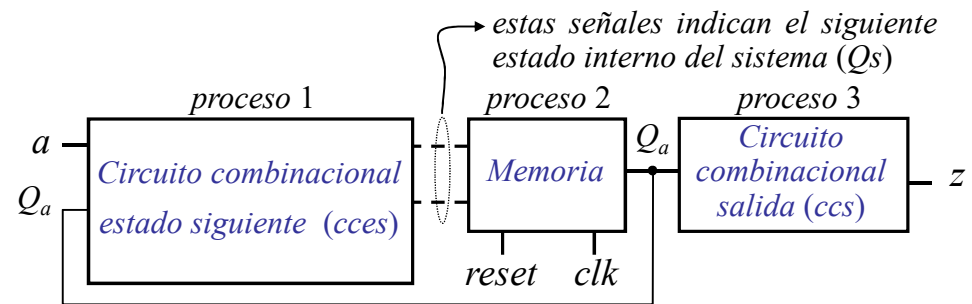 estas señales indican el siguiente
estado interno del sistema (Qs)
proceso 1
proceso 2
proceso 3
a
Qa
Circuito combinacional
estado siguiente (cces)
Memoria
Qa
Circuito
combinacional
salida (ccs)
z
reset
clk